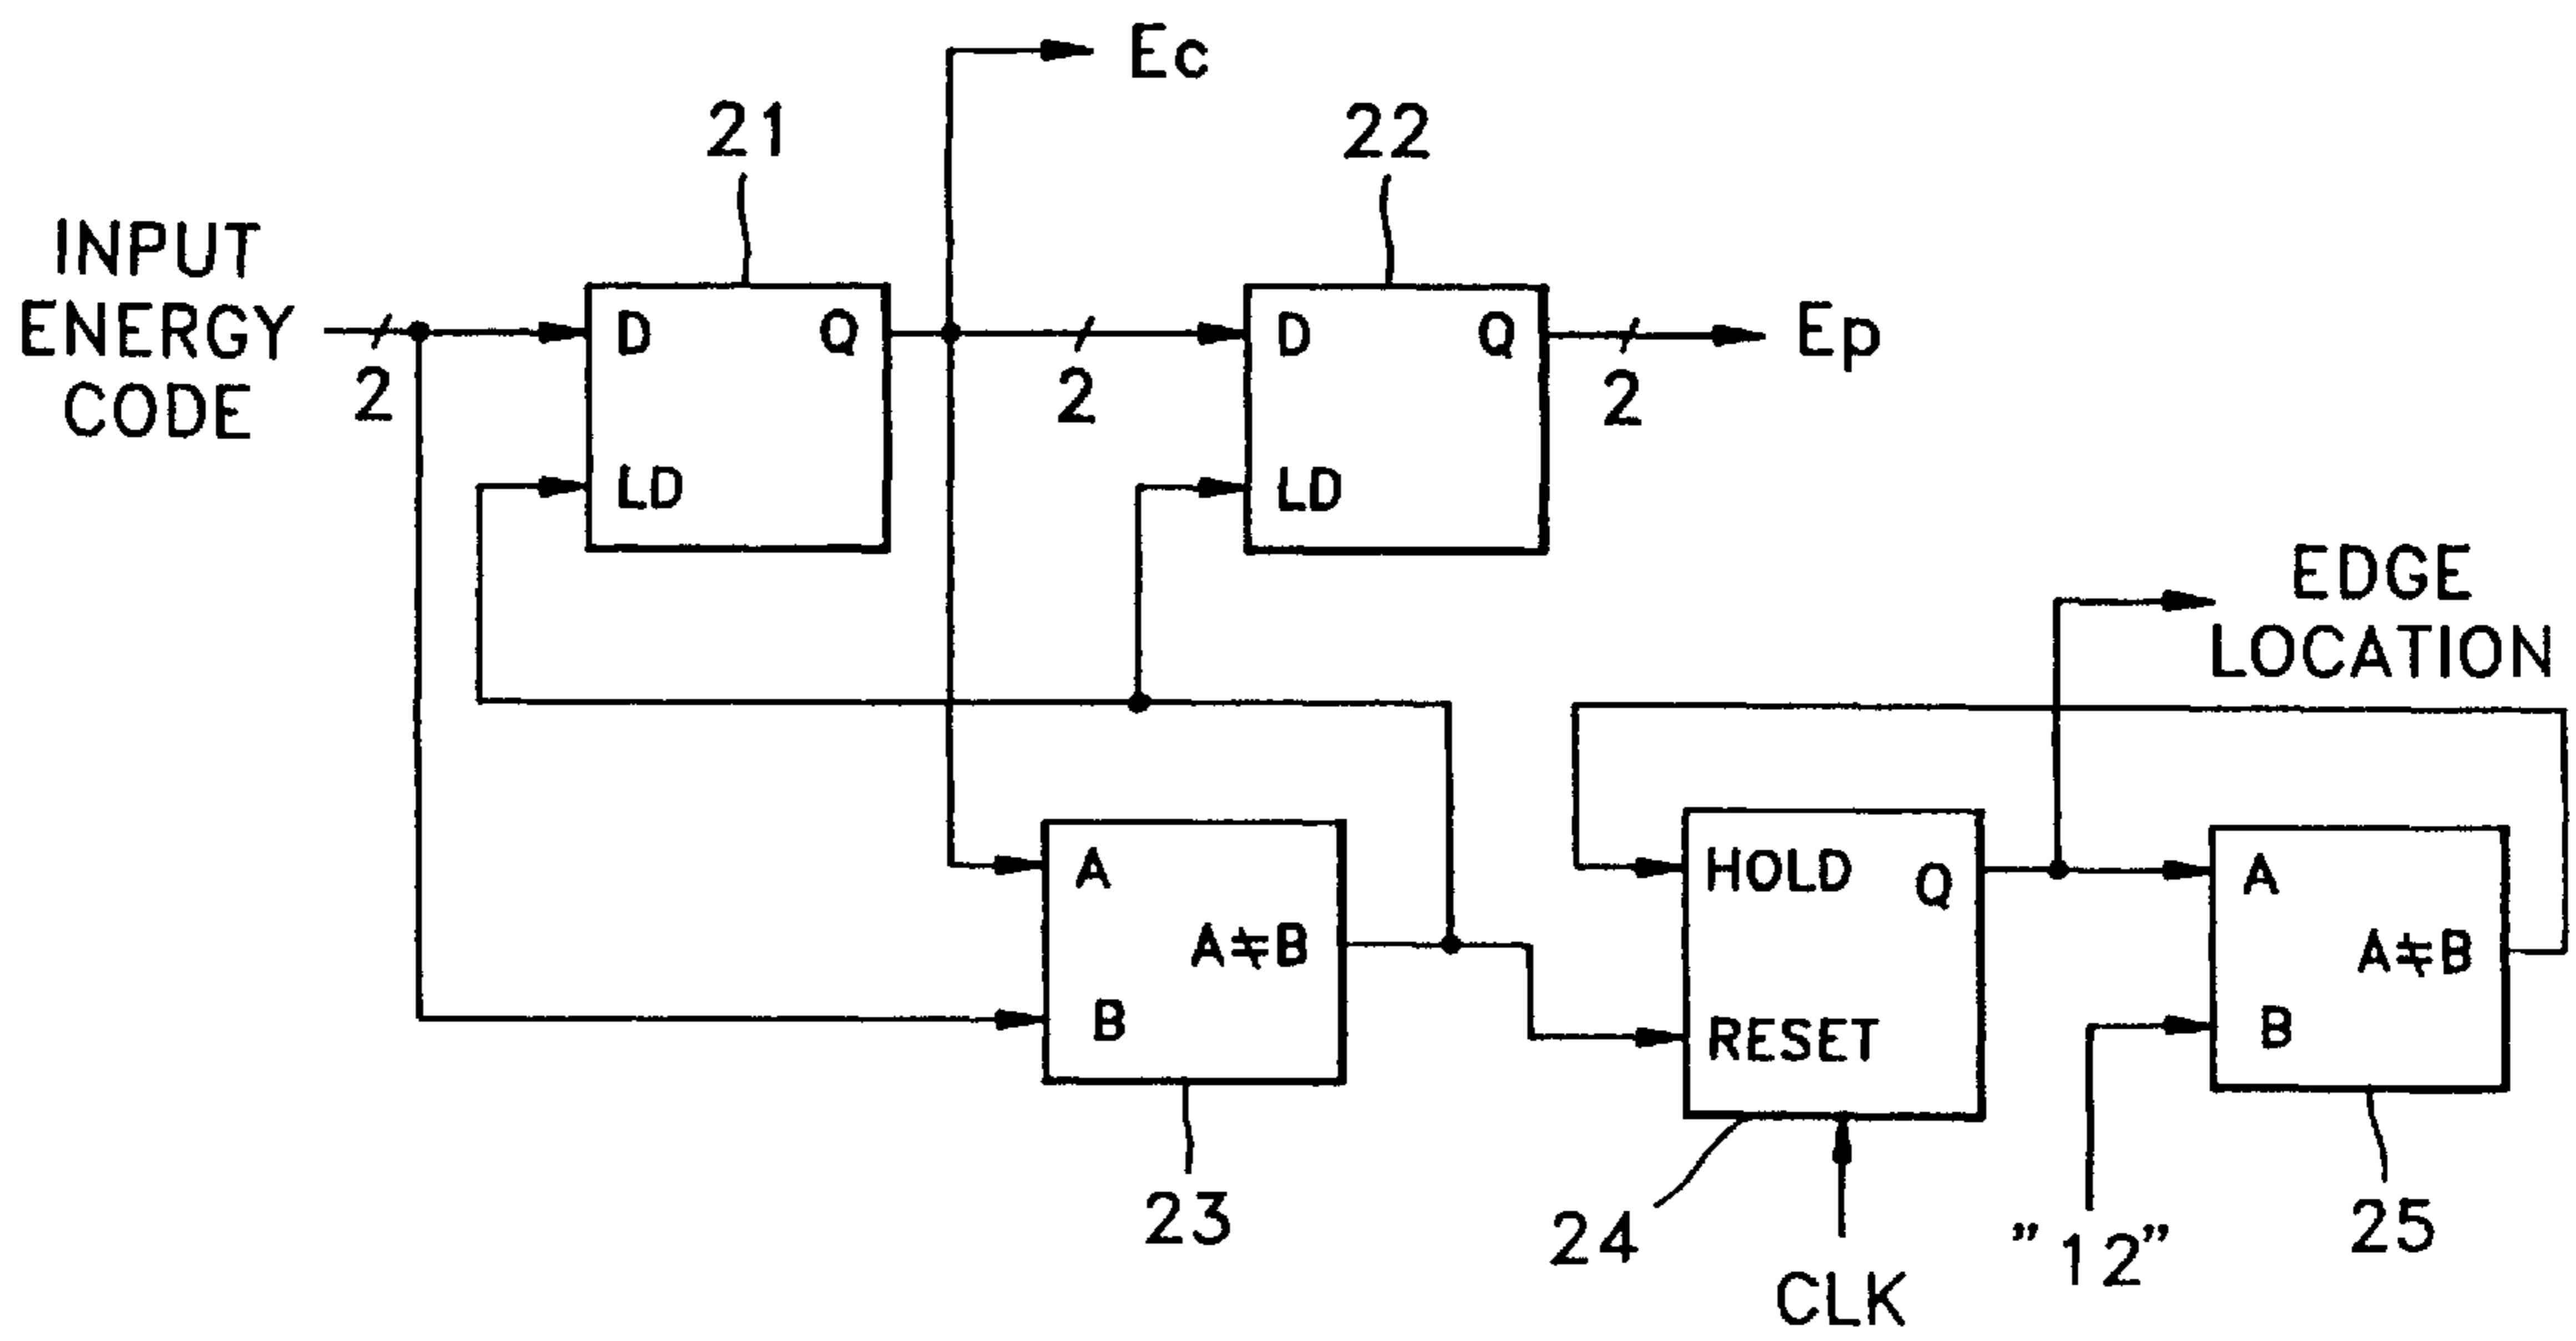 Ec
21
22
INPUT
ENERGY
CODE
2
D
Q
2
D
Q
2
Ep
LD
LD
EDGE
LOCATION
A
A≠B
B
HOLD
Q
RESET
A
A≠B
B
23
24
CLK
"12"
25